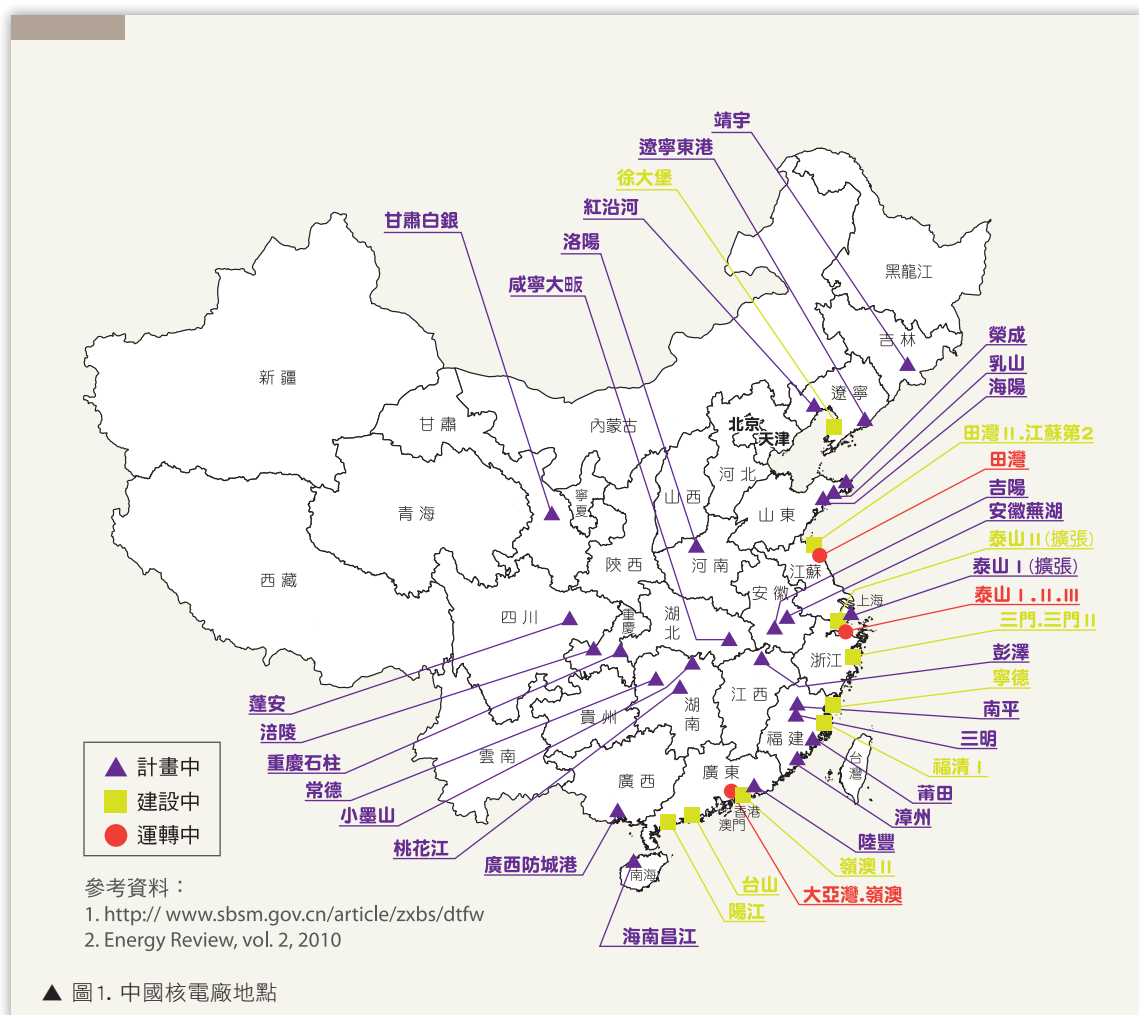 靖宇
遼寧東港
徐大堡
紅沿河
甘肅白銀
洛陽
咸寧大畈
黑龍江
吉林
遼寧
新疆
甘肅
內蒙古
北京
天津
河北
山西
寧夏
青海
山東
陝西
河南
江蘇
西藏
安徽
上海
四川
重慶
湖北
浙江
江西
湖南
貴州
福建
雲南
廣西
廣東
台灣
香港
澳門
南海
榮成
乳山
海陽
田灣 II.江蘇第2
田灣
吉陽
安徽蕪湖
泰山 II (擴張)
泰山 I (擴張)
泰山 I.II.III
三門.三門 II
彭澤
寧德
南平
三明
福清 I
莆田
漳州
陸豐
嶺澳 II
大亞灣.嶺澳
台山
陽江
海南昌江
廣西防城港
桃花江
小墨山
常德
重慶石柱
涪陵
蓬安
計畫中
建設中
運轉中
參考資料：
1. http:// www.sbsm.gov.cn/article/zxbs/dtfw
2. Energy Review, vol. 2, 2010
▲ 圖1. 中國核電廠地點